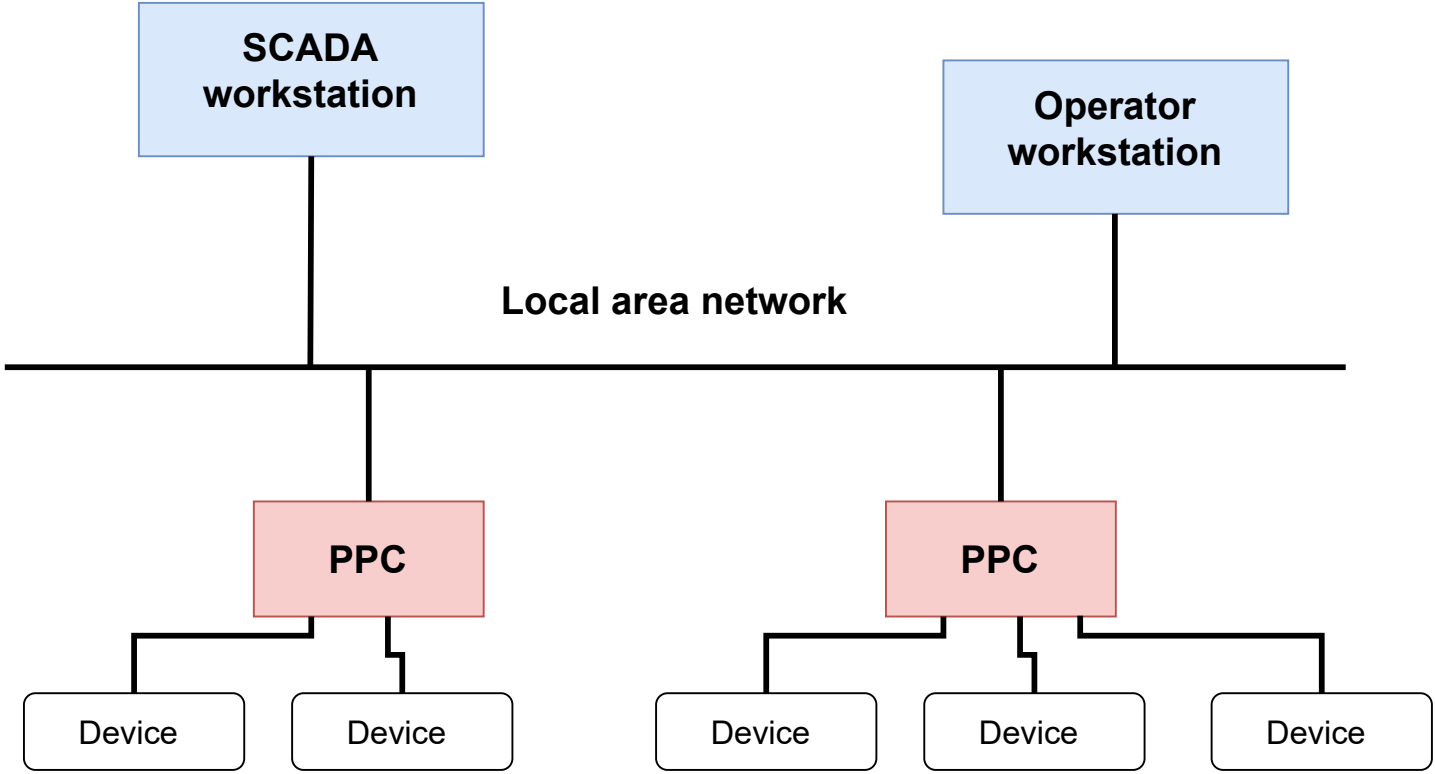 SCADA
workstation
Operator
workstation
Local area network
PPC
PPC
Device
Device
Device
Device
Device